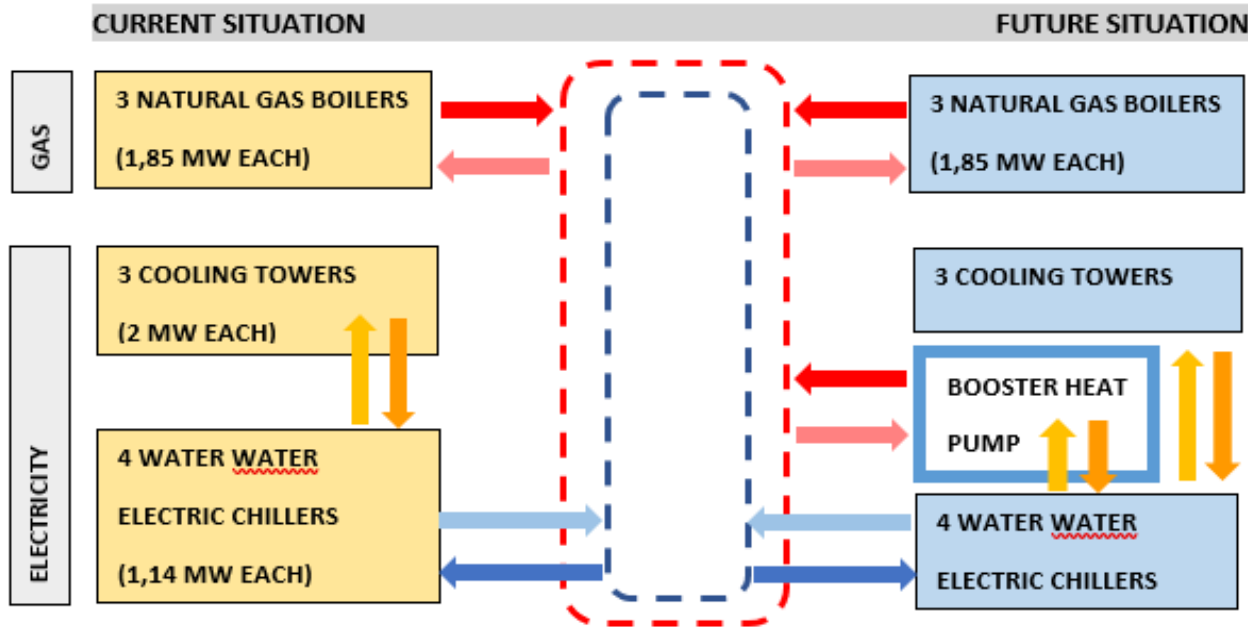 CURRENT SITUATION
FUTURE SITUATION
GAS
3 NATURAL GAS BOILERS
(1,85 MW EACH)
3 NATURAL GAS BOILERS
(1,85 MW EACH)
ELECTRICITY
3 COOLING TOWERS
(2 MW EACH)
3 COOLING TOWERS
BOOSTER HEAT
PUMP
4 WATER WATER
ELECTRIC CHILLERS
(1,14 MW EACH)
4 WATER WATER
ELECTRIC CHILLERS